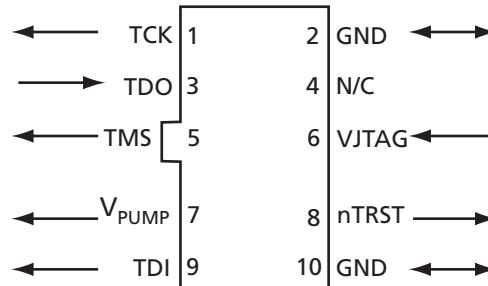 TCK 1 2 GND
TDO 3 4 N/C
TMS 5 6 VJTAG
VPUMP 7 8 nTRST
TDI 9 10 GND